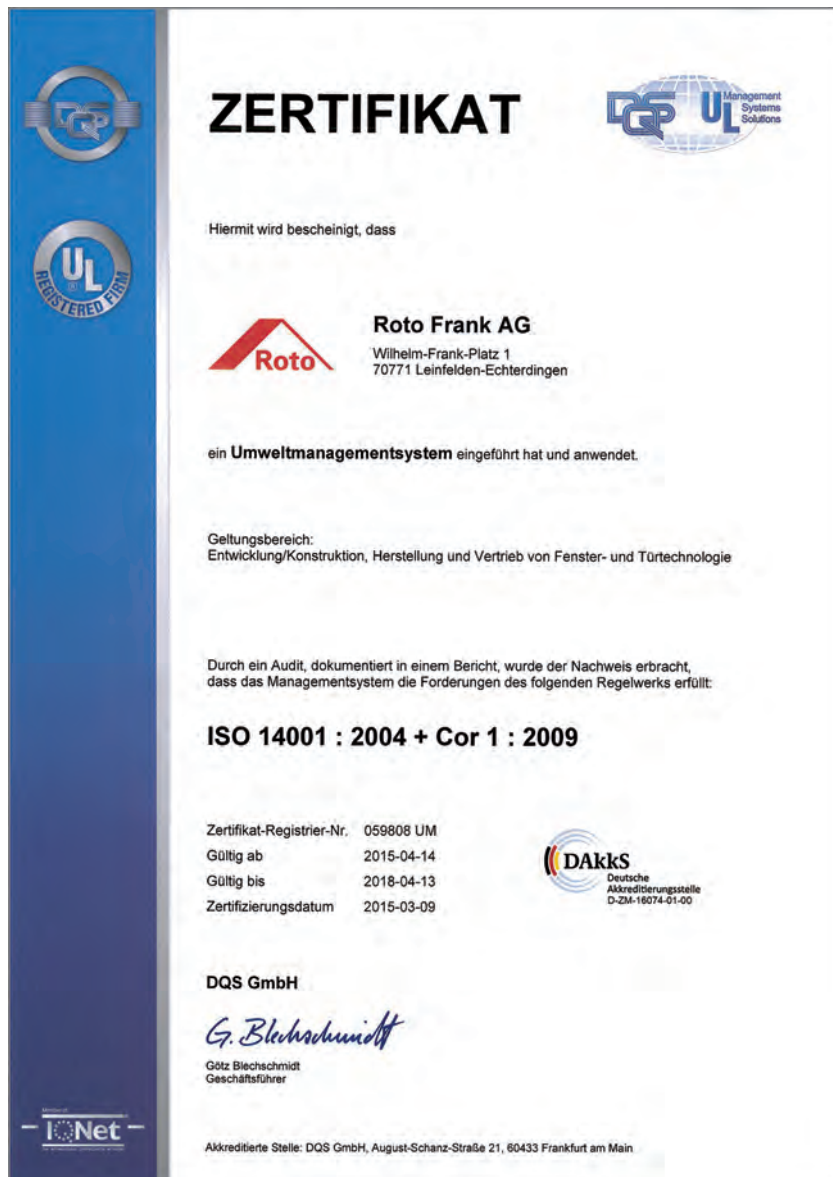 ZERTIFIKAT
DQS
UL
Management
Systems
Solutions
DQS
UL
®
REGISTERED FIRM
Hiermit wird bescheinigt, dass
Roto
Roto Frank AG
Wilhelm-Frank-Platz 1
70771 Leinfelden-Echterdingen
ein Umweltmanagementsystem eingeführt hat und anwendet.
Geltungsbereich:
Entwicklung/Konstruktion, Herstellung und Vertrieb von Fenster- und Türtechnologie
Durch ein Audit, dokumentiert in einem Bericht, wurde der Nachweis erbracht,
dass das Managementsystem die Forderungen des folgenden Regelwerks erfüllt:
ISO 14001 : 2004 + Cor 1 : 2009
Zertifikat-Registrier-Nr. 059808 UM
Gültig ab 2015-04-14
Gültig bis 2018-04-13
Zertifizierungsdatum 2015-03-09
DAkkS
Deutsche
Akkreditierungsstelle
D-ZM-16074-01-00
DQS GmbH
G. Blechschmidt
Götz Blechschmidt
Geschäftsführer
IQNet
Akkreditierte Stelle: DQS GmbH, August-Schanz-Straße 21, 60433 Frankfurt am Main